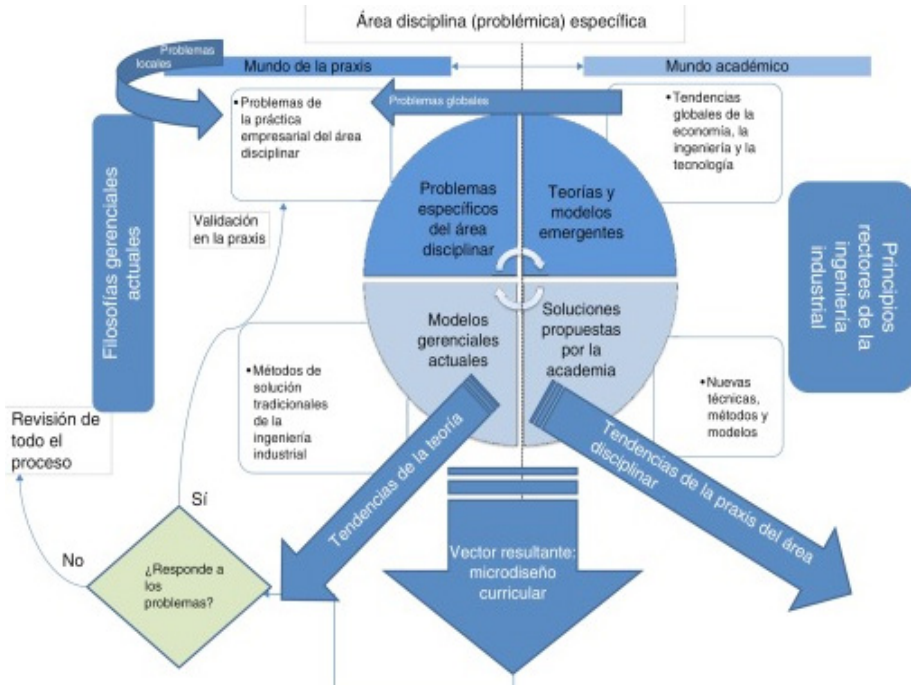 Área disciplina (problémica) específica
Problemas
locales
Mundo de la praxis
Mundo académico
•Problemas de
la práctica
empresarial del área
disciplinar
Problemas globales
•Tendencias
globales de la
economía, la
ingeniería y la
tecnología
Filosofías gerenciales
actuales
Problemas
específicos
del área
disciplinar
Teorías y
modelos
emergentes
Principios
rectores de la
ingeniería
industrial
Validación
en la praxis
Modelos
gerenciales
actuales
Soluciones
propuestas
por la
academia
•Métodos de
solución
tradicionales
de la
ingeniería
industrial
•Nuevas
técnicas,
métodos y
modelos
Revisión de
todo el
proceso
Tendencias de la teoría
Tendencias de la praxis del área
disciplinar
Sí
No
¿Responde a
los
problemas?
Vector resultante:
microdiseño
curricular